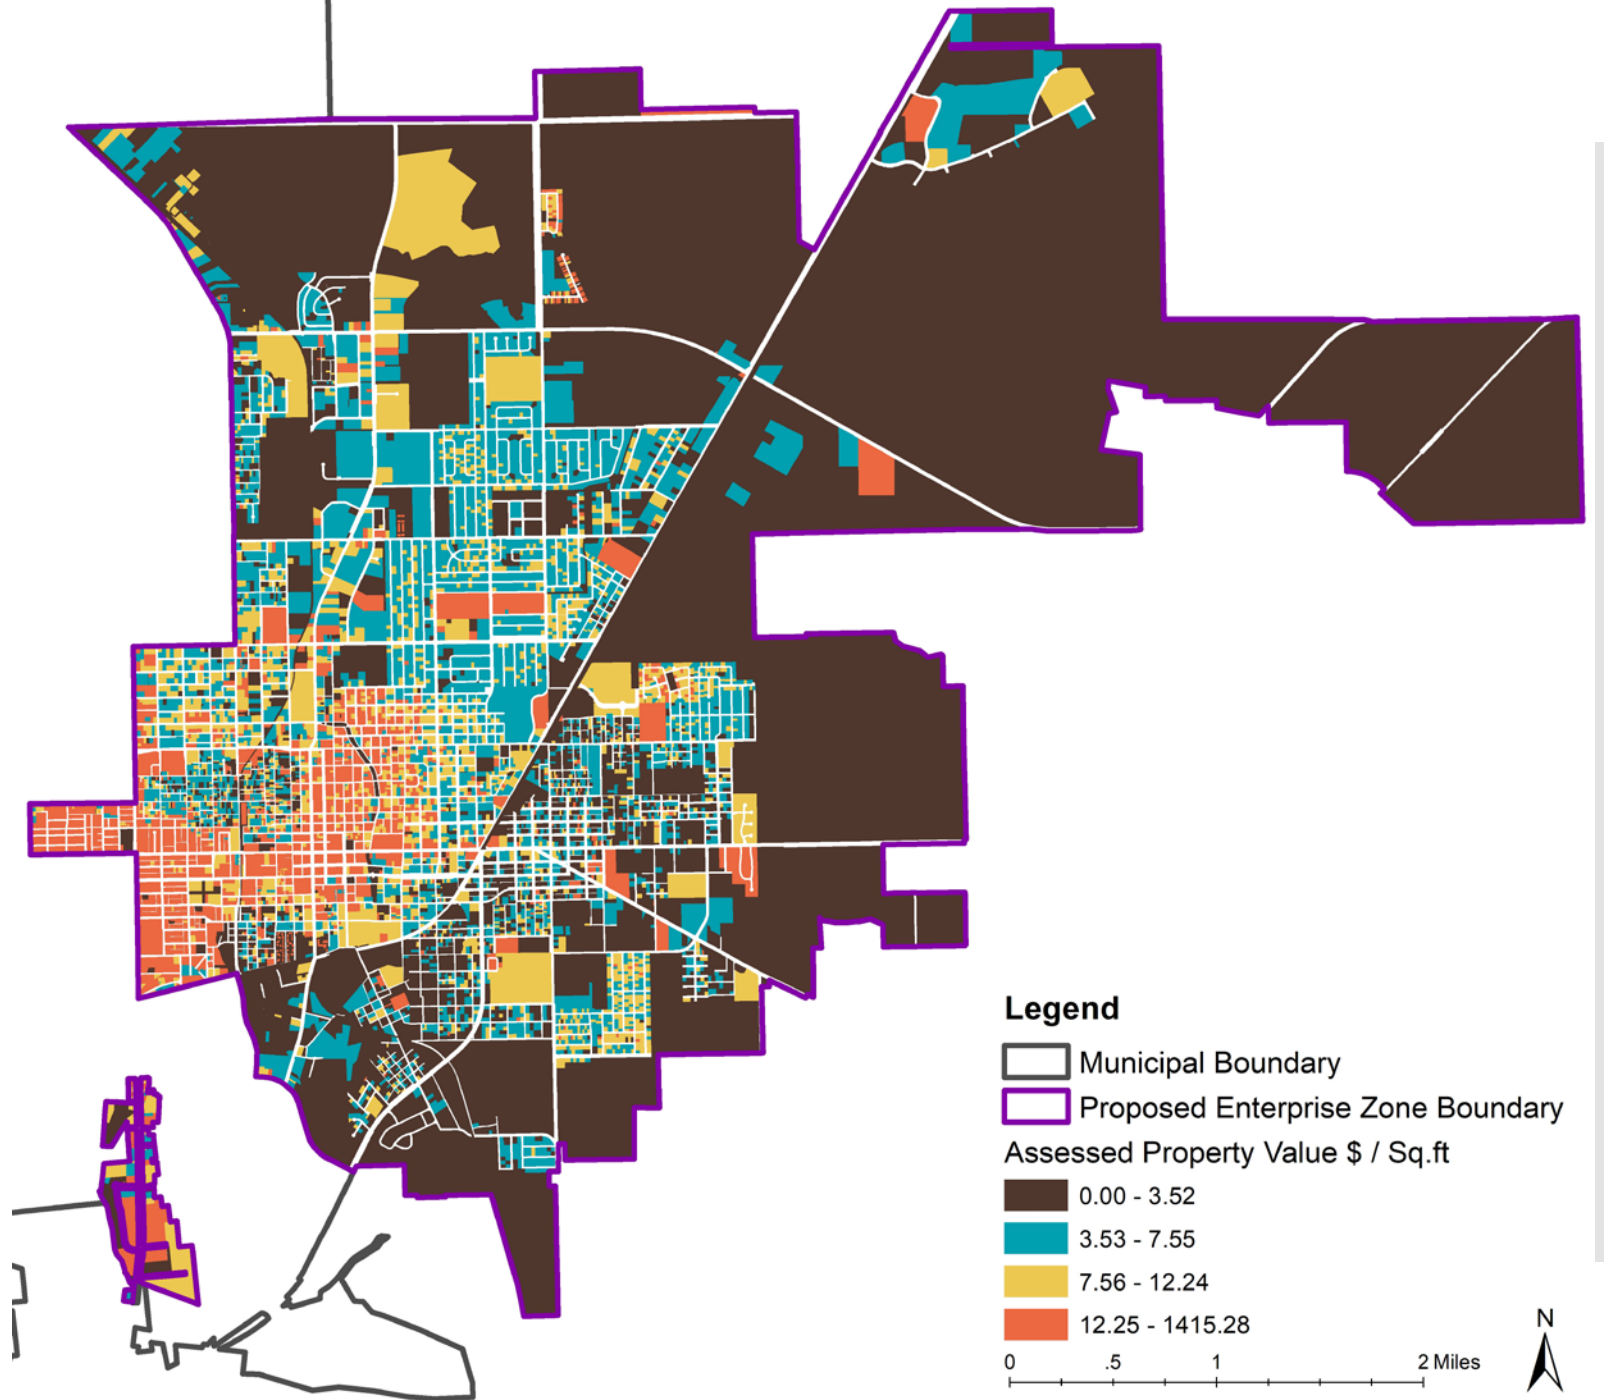 Legend
Municipal Boundary
Proposed Enterprise Zone Boundary
Assessed Property Value $ / Sq.ft
0.00 - 3.52
3.53 - 7.55
7.56 - 12.24
12.25 - 1415.28
0 .5 1 2 Miles
N